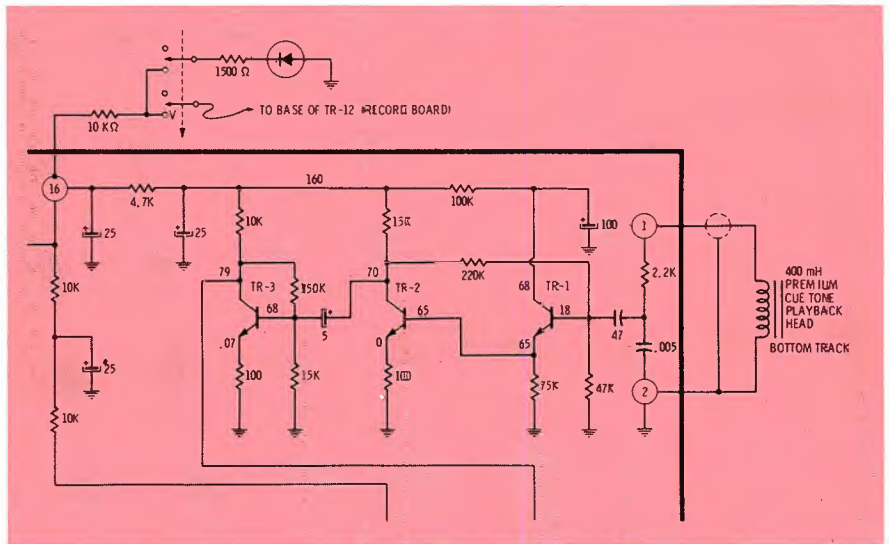 1500 Ω
TO BASE OF TR-12 (RECORD BOARD)
V
10 KΩ
16
4.7K
160
100K
25
25
10K
15K
100
1
79
TR-3
150K
70
TR-2
220K
68
TR-1
2.2K
400 mH
PREMIUM
CUE TONE
PLAYBACK
HEAD
BOTTOM TRACK
10K
68
65
18
5
47
.005
.07
0
65
25
100
15K
100
75K
47K
2
10K